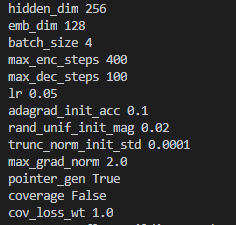 hidden_dim 256
emb_dim 128
batch_size 4
max_enc_steps 400
max_dec_steps 100
lr 0.05
adagrad_init_acc 0.1
rand_unif_init_mag 0.02
trunc_norm_init_std 0.0001
max_grad_norm 2.0
pointer_gen True
coverage False
cov_loss_wt 1.0